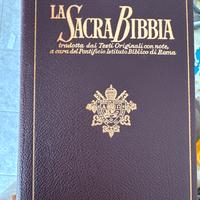 LA SACRA BIBBIA
tradotta dai Testi Originali con note,
a cura del Pontificio Istituto Biblico di Roma